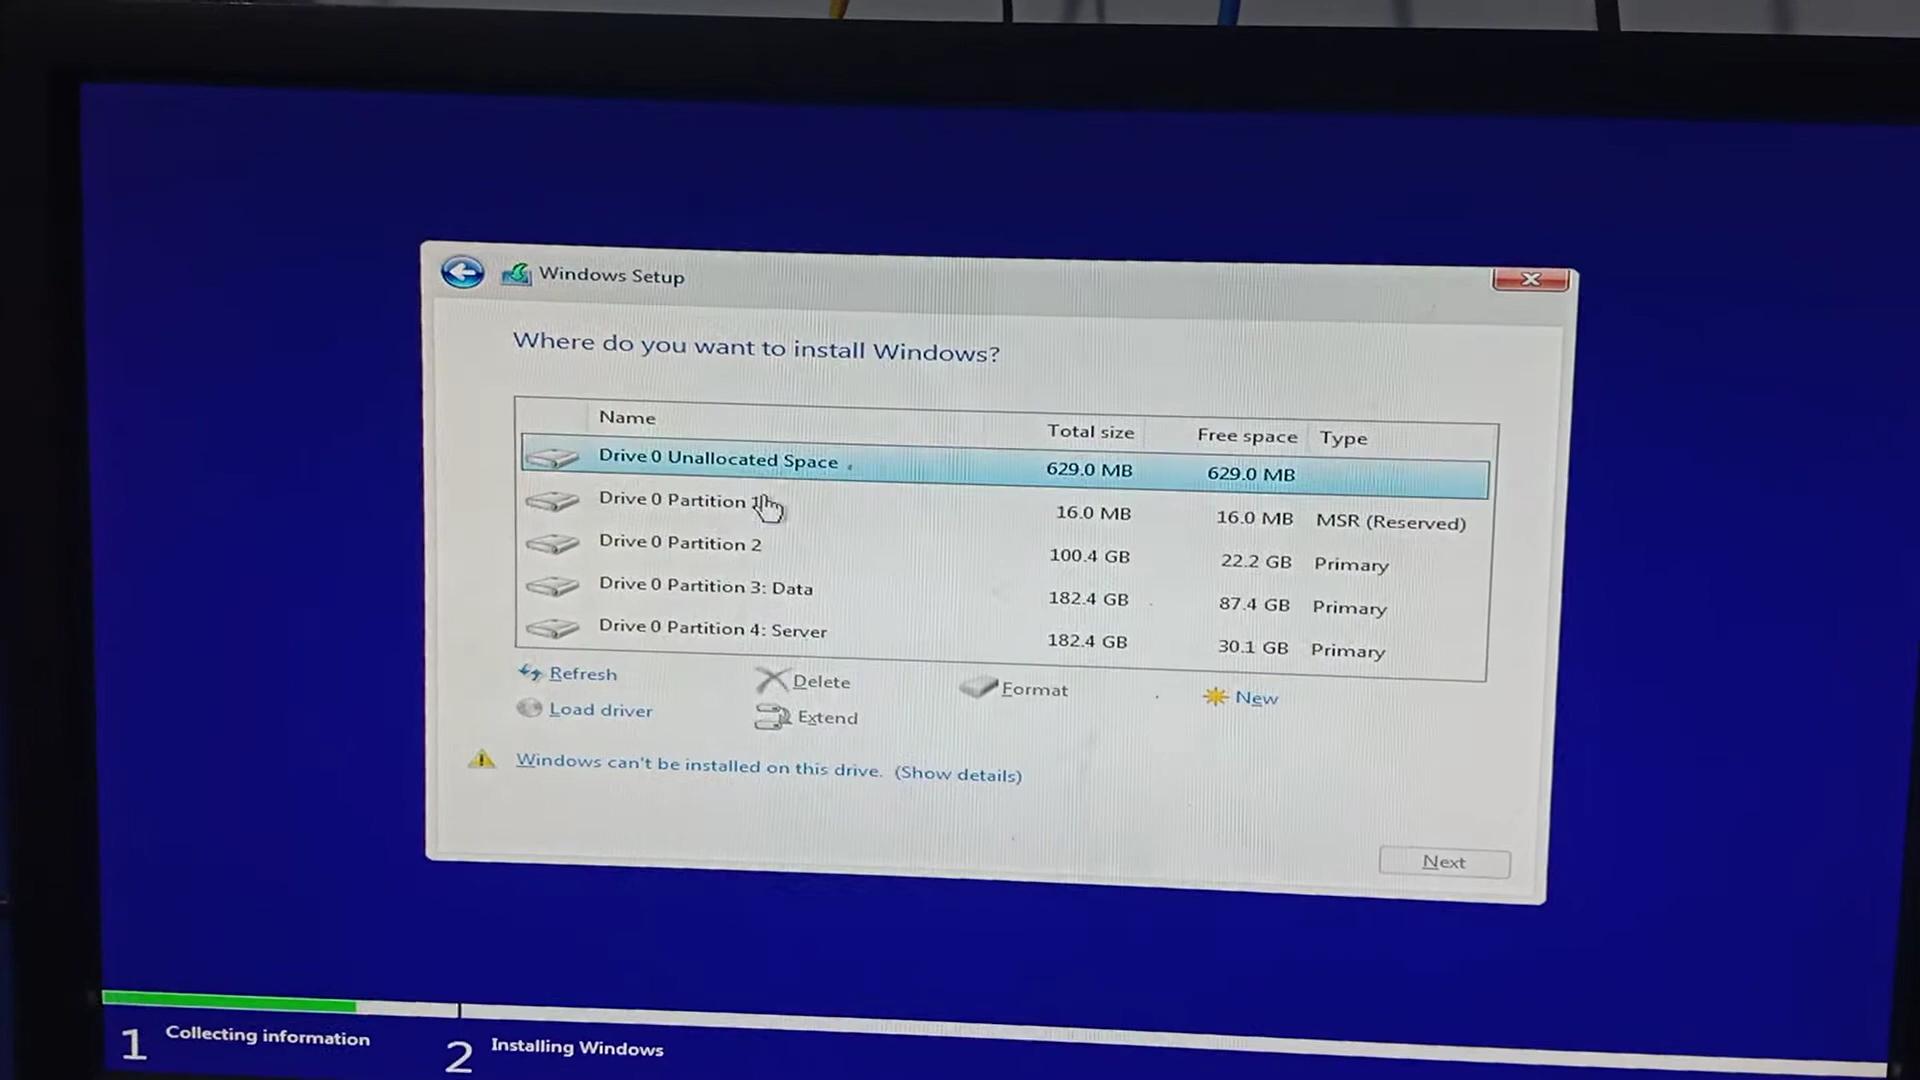 Windows Setup
Where do you want to install Windows?
Name Total size Free space Type
Drive 0 Unallocated Space 629.0 MB 629.0 MB
Drive 0 Partition 1 16.0 MB 16.0 MB MSR (Reserved)
Drive 0 Partition 2 100.4 GB 22.2 GB Primary
Drive 0 Partition 3: Data 182.4 GB 87.4 GB Primary
Drive 0 Partition 4: Server 182.4 GB 30.1 GB Primary
Refresh Delete Format New
Load driver Extend
Windows can't be installed on this drive. (Show details)
Next
1 Collecting information 2 Installing Windows